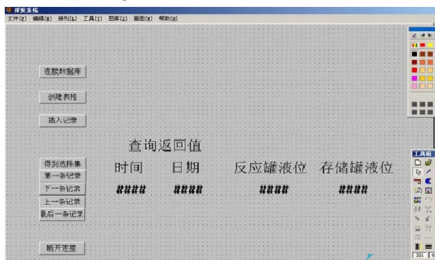 开发系统
文件[F] 编辑[E] 排列[L] 工具[T] 图库[Z] 画面[W] 帮助[H]
连接数据库
创建表格
插入记录
查询返回值
得到选择集
时间 日期 反应罐液位 存储罐液位
第一条记录
下一条记录
#### #### #### ####
上一条记录
最后一条记录
断开连接
工具箱